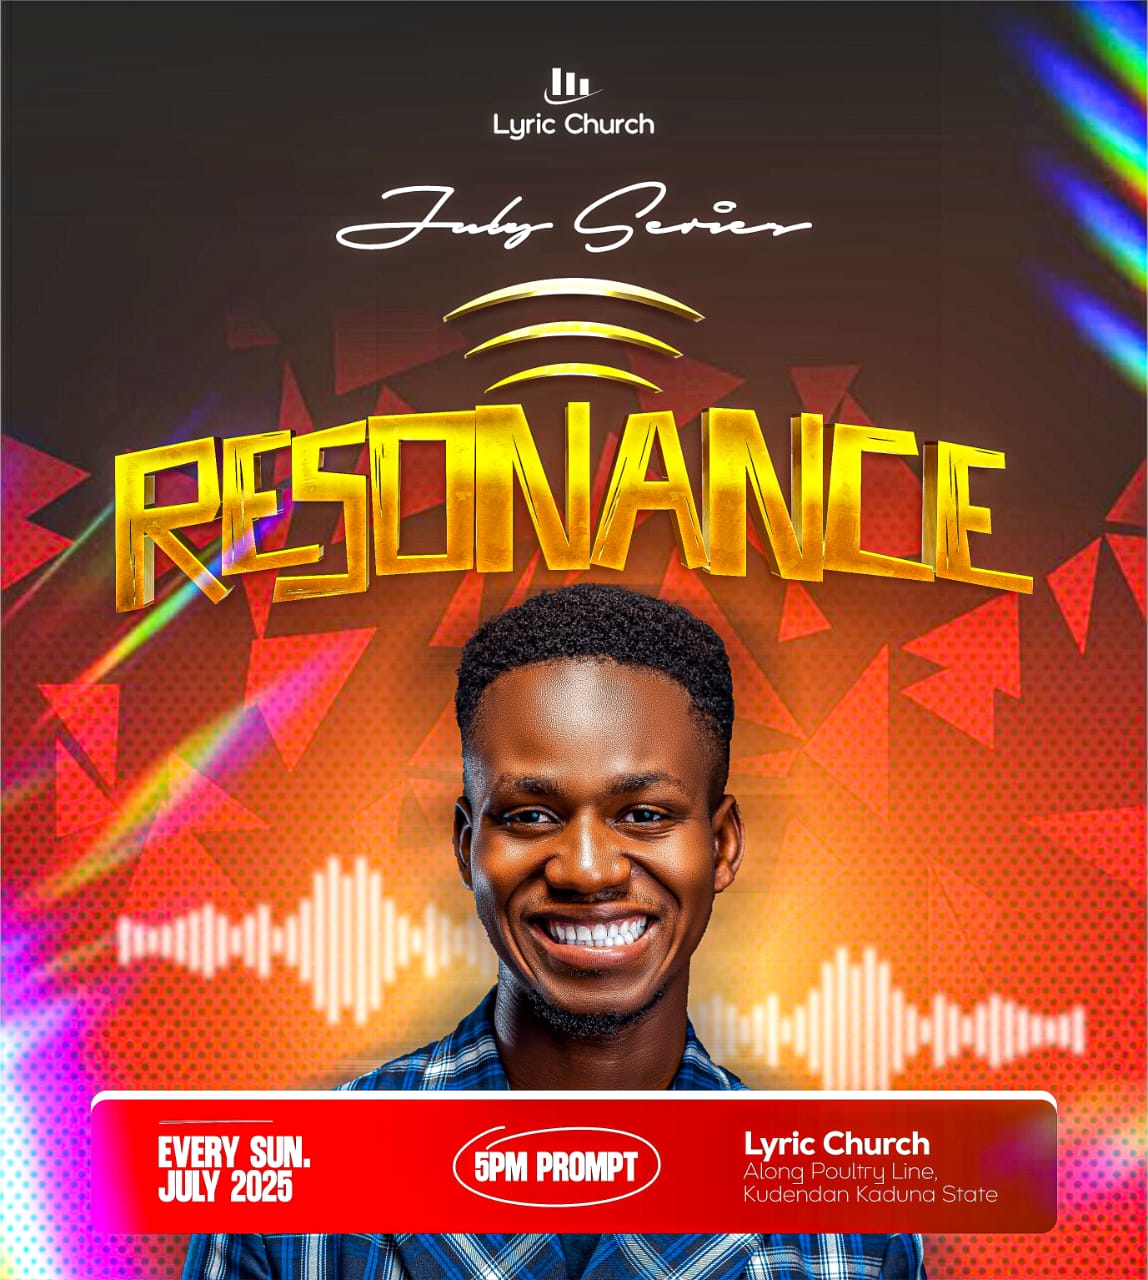 Lyric Church
July Series
RESONANCE
EVERY SUN.
JULY 2025
5PM PROMPT
Lyric Church
Along Poultry Line,
Kudendan Kaduna State